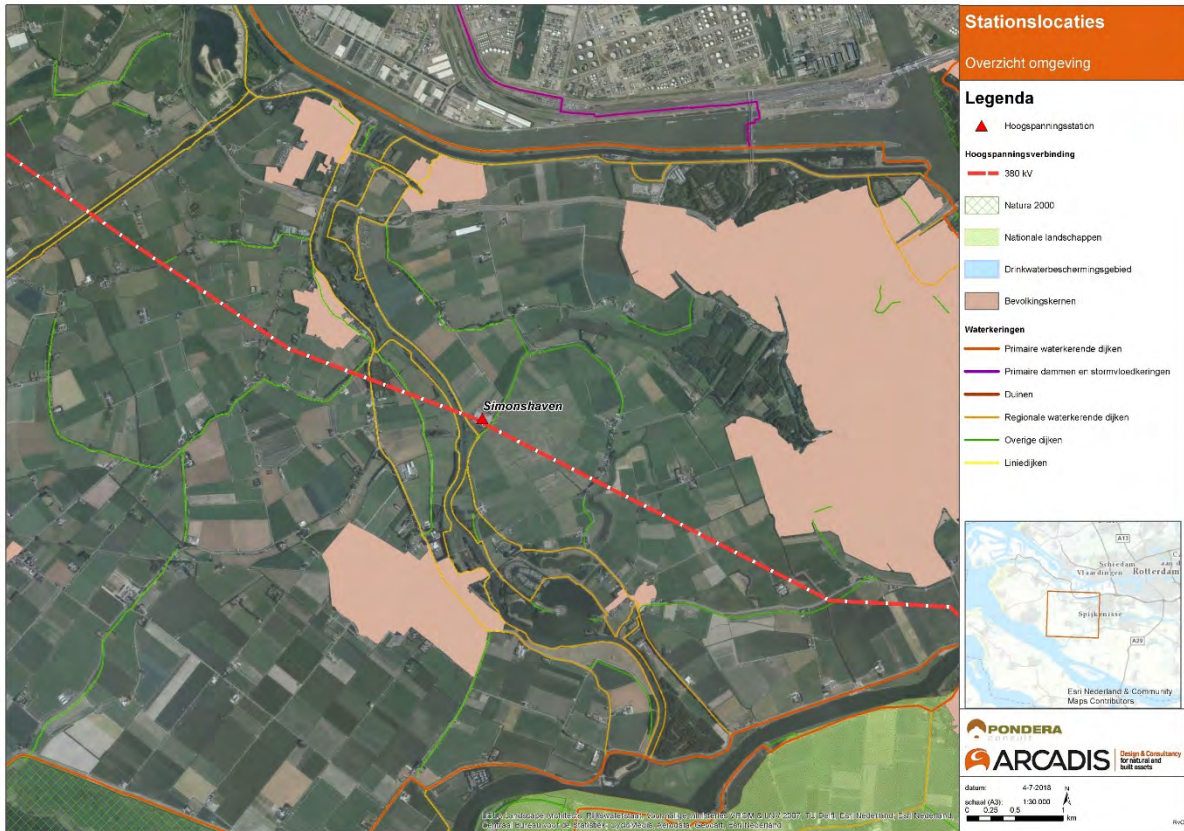 Stationslocaties
Overzicht omgeving
Legenda
Hoogspanningsstation
Hoogspanningsverbinding
380 kV
Natura 2000
Nationale landschappen
Drinkwaterbeschermingsgebied
Bevolkingskernen
Waterkeringen
Primaire waterkerende dijken
Primaire dammen en stormvloedkeringen
Duinen
Regionale waterkerende dijken
Overige dijken
Liniedijken
Simonshaven
A13
Schiedam
Vlaardingen
Rotterdam
Spijkenisse
A29
Esri Nederland & Community
Maps Contributors
PONDERA
consult
ARCADIS
Design & Consultancy
for natural and
built assets
datum: 4-7-2018
N
schaal (A3): 1:30.000
0 0.25 0.5 1
km